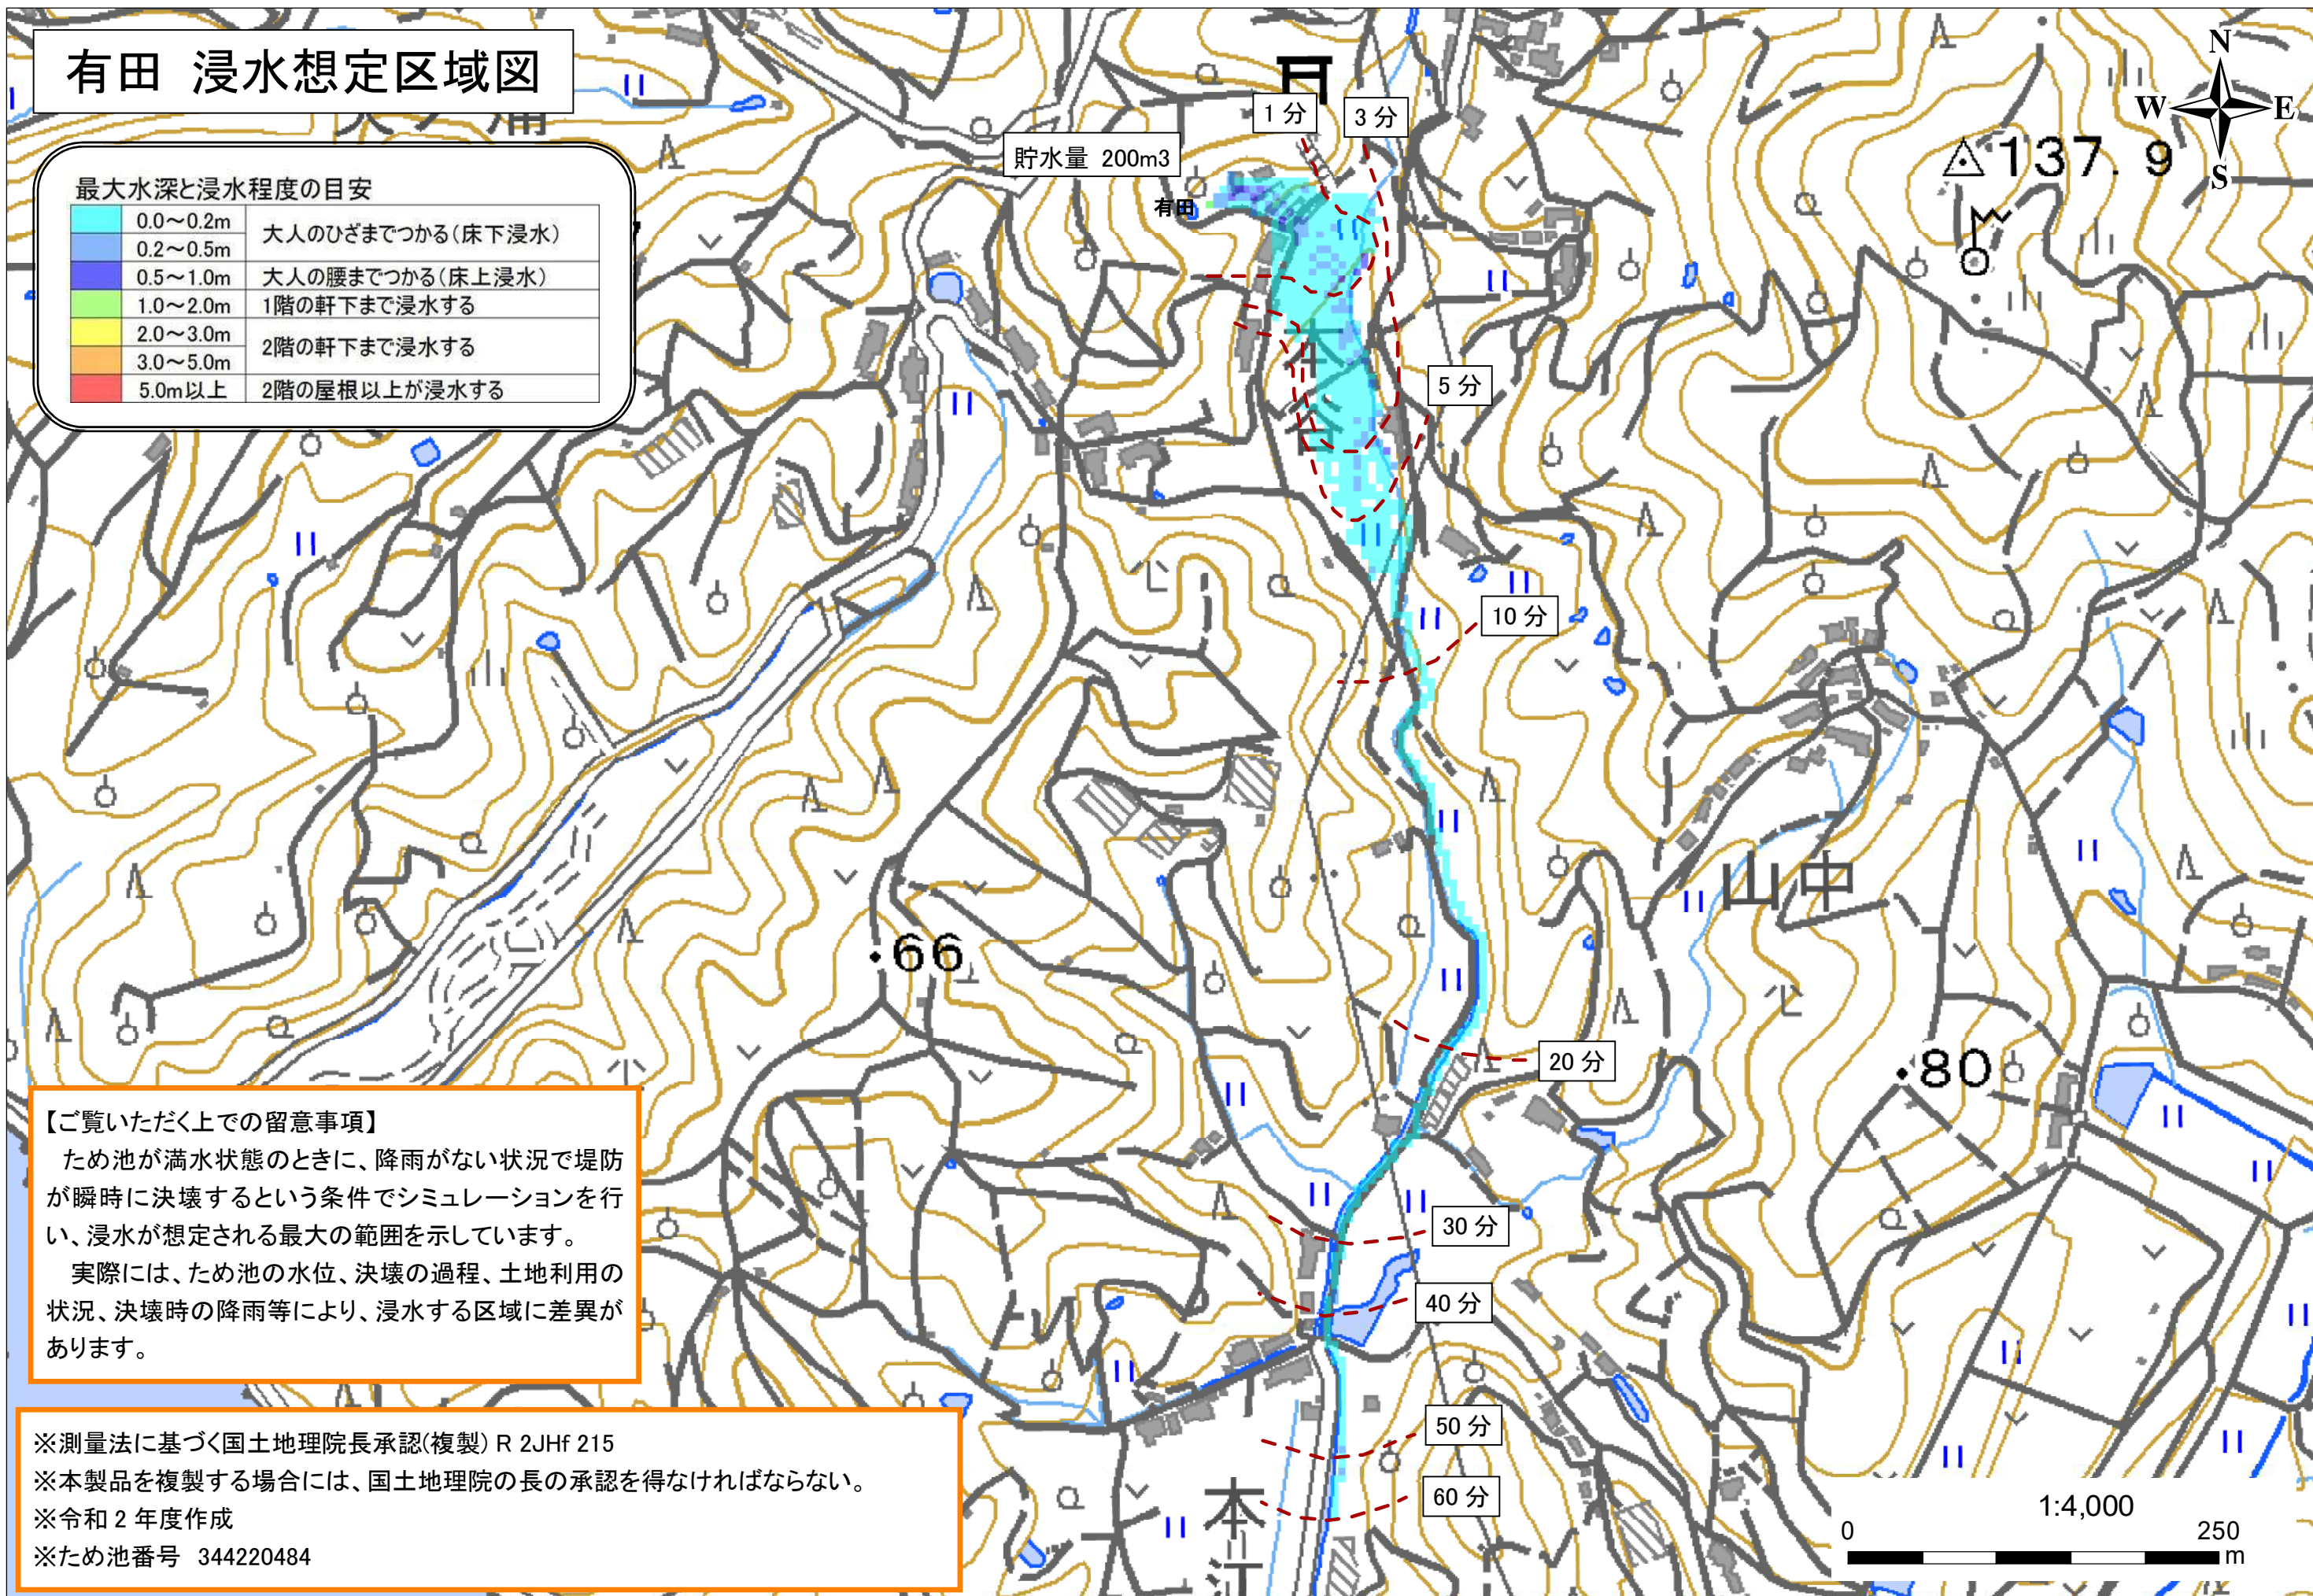 有田 浸水想定区域図
N
W
E
S
137.9
1分
3分
貯水量 200m3
有田
最大水深と浸水程度の目安
0.0～0.2m
大人のひざまでつかる(床下浸水)
0.2～0.5m
0.5～1.0m 大人の腰までつかる(床上浸水)
1.0～2.0m 1階の軒下まで浸水する
2.0～3.0m
2階の軒下まで浸水する
3.0～5.0m
5.0m以上 2階の屋根以上が浸水する
5分
10分
山中
66
20分
80
【ご覧いただく上での留意事項】
ため池が満水状態のときに、降雨がない状況で堤防
が瞬時に決壊するという条件でシミュレーションを行
い、浸水が想定される最大の範囲を示しています。
実際には、ため池の水位、決壊の過程、土地利用の
状況、決壊時の降雨等により、浸水する区域に差異が
あります。
30分
40分
50分
60分
本江
※測量法に基づく国土地理院長承認(複製) R 2JHf 215
※本製品を複製する場合には、国土地理院の長の承認を得なければならない。
※令和2年度作成
※ため池番号 344220484
1:4,000
0 250
m